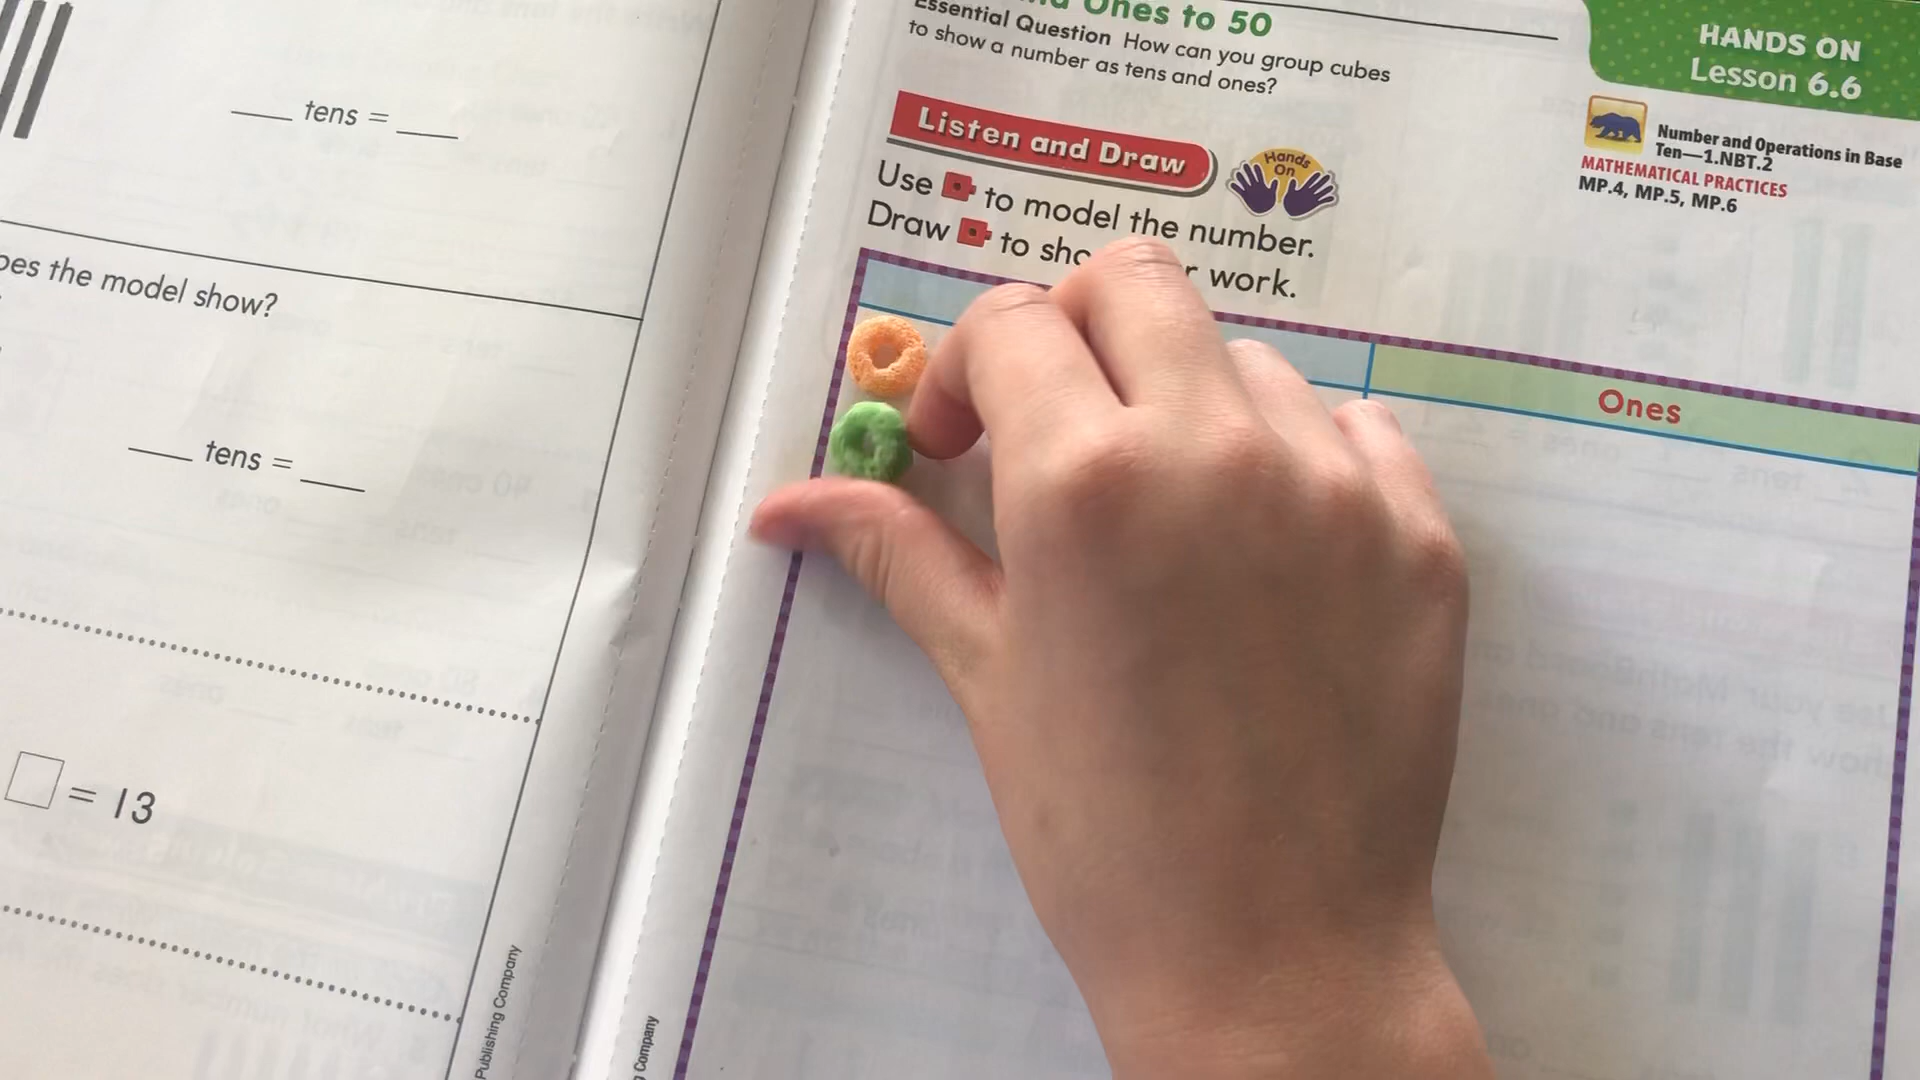 tens =
oes the model show?
tens =
= 13
Publishing Company
Ones to 50
Essential Question How can you group cubes
to show a number as tens and ones?
HANDS ON
Lesson 6.6
Number and Operations in Base
Ten—1.NBT.2
MATHEMATICAL PRACTICES
MP.4, MP.5, MP.6
Listen and Draw
Hands
On
Use to model the number.
Draw to sho r work.
Ones
Company